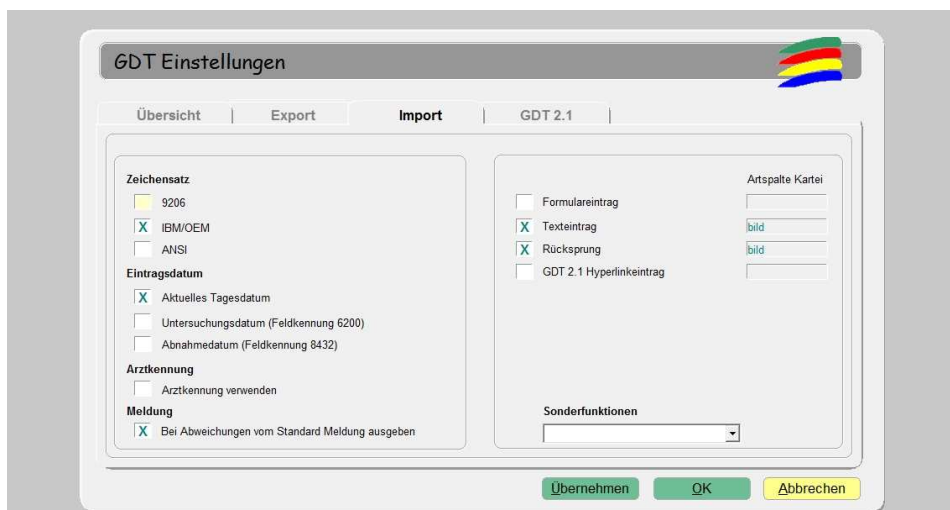 GDT Einstellungen
Übersicht | Export Import | GDT 2.1 |
Zeichensatz
9206
X IBM/OEM
ANSI
Eintragsdatum
X Aktuelles Tagesdatum
Untersuchungsdatum (Feldkennung 6200)
Abnahmedatum (Feldkennung 8432)
Arztkennung
Arztkennung verwenden
Meldung
X Bei Abweichungen vom Standard Meldung ausgeben
Artspalte Kartei
Formulareintrag
X Texteintrag bild
X Rücksprung bild
GDT 2.1 Hyperlinkeintrag
Sonderfunktionen
Übernehmen OK Abbrechen